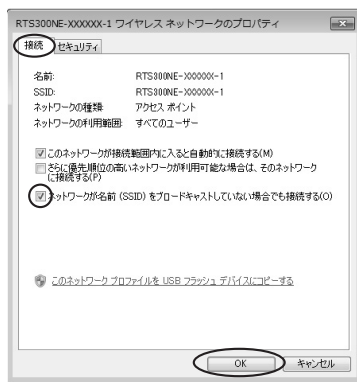 RTS300NE-XXXXXX-1 ワイヤレス ネットワークのプロパティ
接続 セキュリティ
名前: RTS300NE-XXXXXX-1
SSID: RTS300NE-XXXXXX-1
ネットワークの種類: アクセス ポイント
ネットワークの利用範囲: すべてのユーザー
このネットワークが接続範囲内に入ると自動的に接続する(M)
さらに優先順位の高いネットワークが利用可能な場合は、そのネットワーク
に接続する(P)
ネットワークが名前 (SSID) をブロードキャストしていない場合でも接続する(O)
このネットワーク プロファイルを USB フラッシュ デバイスにコピーする
OK キャンセル